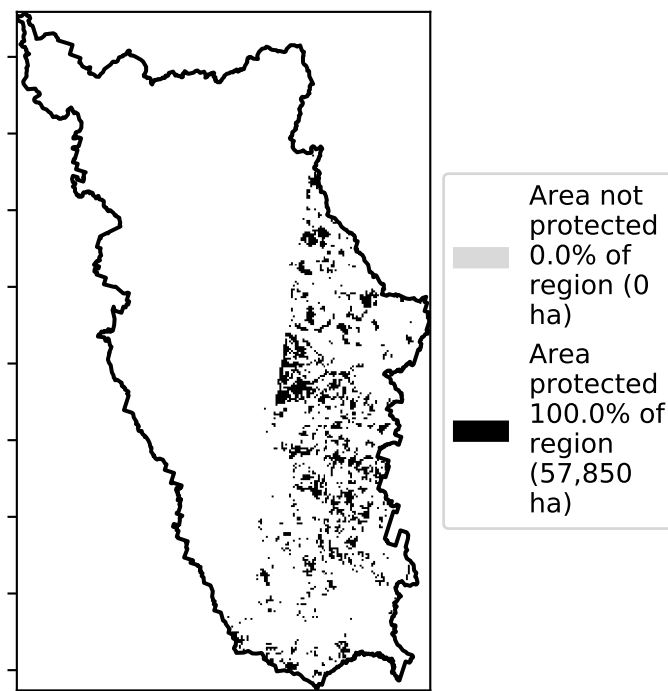 Area not
protected
0.0% of
region (0
ha)
Area
protected
100.0% of
region
(57,850
ha)